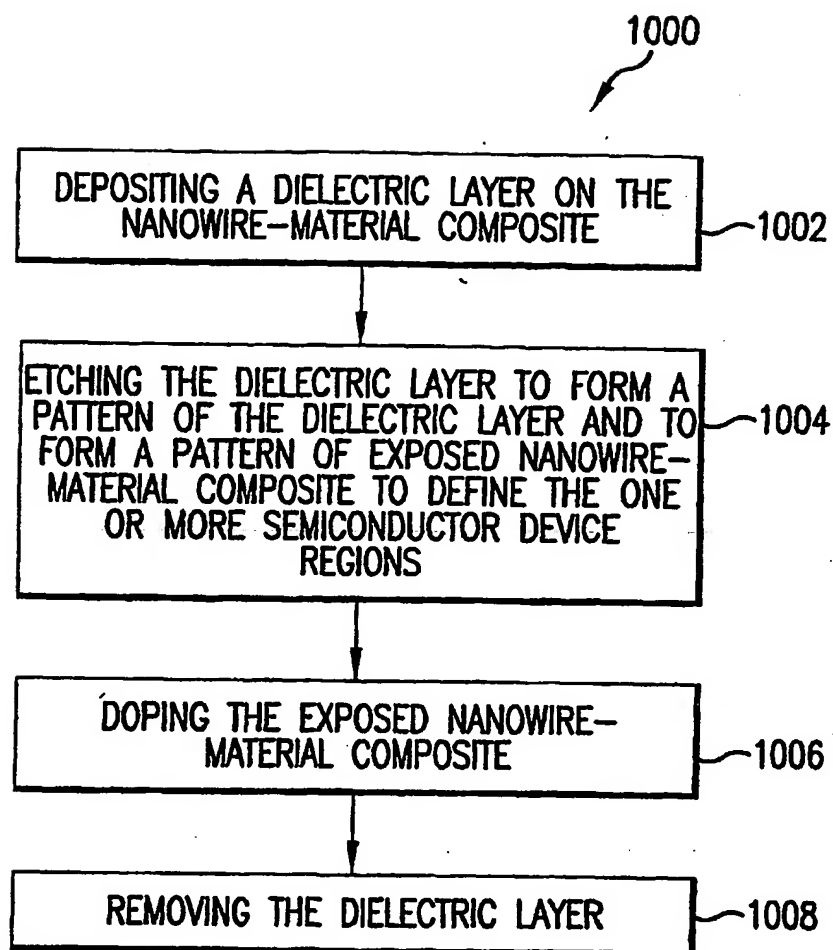 1000
DEPOSITING A DIELECTRIC LAYER ON THE
NANOWIRE-MATERIAL COMPOSITE
1002
ETCHING THE DIELECTRIC LAYER TO FORM A
PATTERN OF THE DIELECTRIC LAYER AND TO
FORM A PATTERN OF EXPOSED NANOWIRE-
MATERIAL COMPOSITE TO DEFINE THE ONE
OR MORE SEMICONDUCTOR DEVICE
REGIONS
1004
DOPING THE EXPOSED NANOWIRE-
MATERIAL COMPOSITE
1006
REMOVING THE DIELECTRIC LAYER
1008